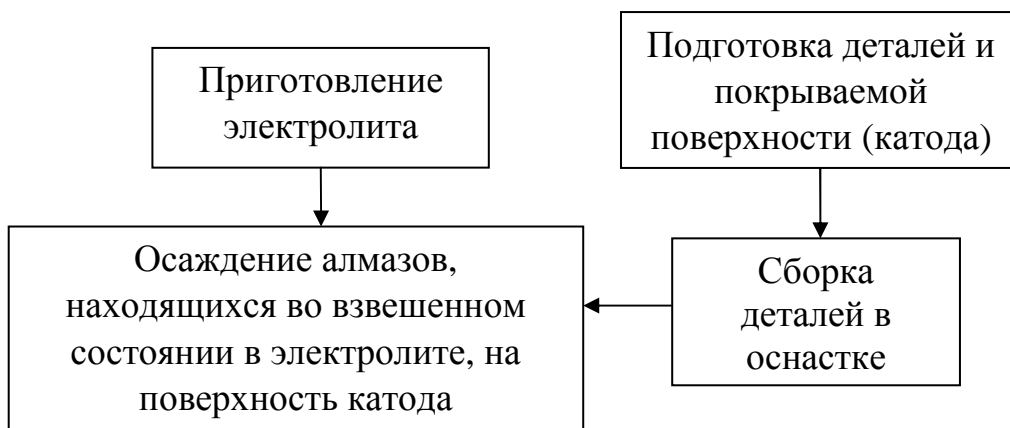 Приготовление
электролита
Подготовка деталей и
покрываемой
поверхности (катода)
Осаждение алмазов,
находящихся во взвешенном
состоянии в электролите, на
поверхность катода
Сборка
деталей в
оснастке